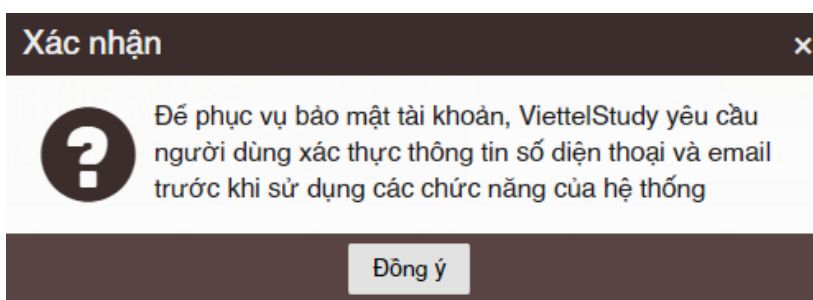 Xác nhận
×
Để phục vụ bảo mật tài khoản, ViettelStudy yêu cầu
người dùng xác thực thông tin số diện thoại và email
trước khi sử dụng các chức năng của hệ thống
Đồng ý